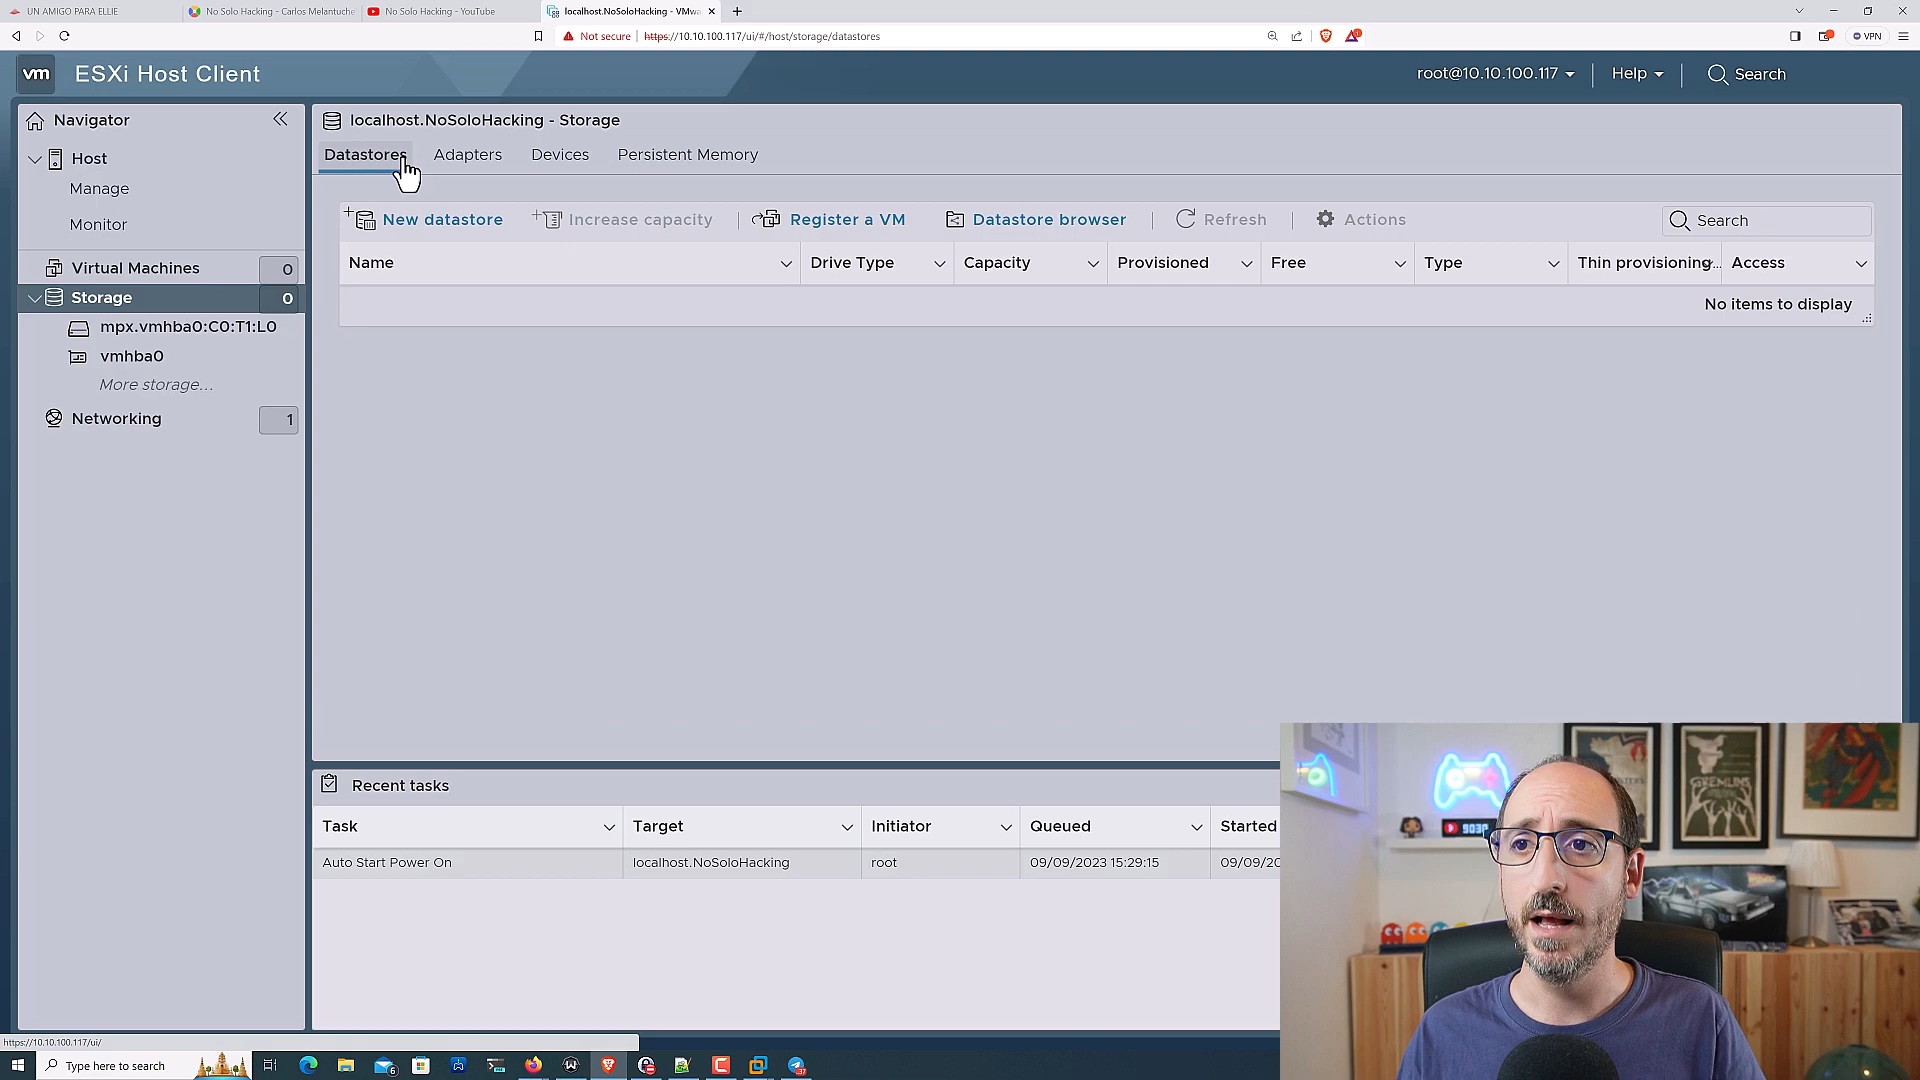 UN AMIGO PARA ELLIE
No Solo Hacking - Carlos Melantuche
No Solo Hacking - YouTube
localhost.NoSoloHacking - VMwa
Not secure
https://10.10.100.117/ui/#/host/storage/datastores
VPN
vm
ESXi Host Client
root@10.10.100.117
Help
Search
Navigator
Host
Manage
Monitor
Virtual Machines 0
Storage 0
mpx.vmhba0:C0:T1:L0
vmhba0
More storage...
Networking 1
localhost.NoSoloHacking - Storage
Datastores Adapters Devices Persistent Memory
New datastore Increase capacity Register a VM Datastore browser Refresh Actions Search
Name Drive Type Capacity Provisioned Free Type Thin provisioning... Access
No items to display
Recent tasks
Task Target Initiator Queued Started
Auto Start Power On localhost.NoSoloHacking root 09/09/2023 15:29:15 09/09/20
GREMLINS
https://10.10.100.117/ui/
Type here to search
6
37